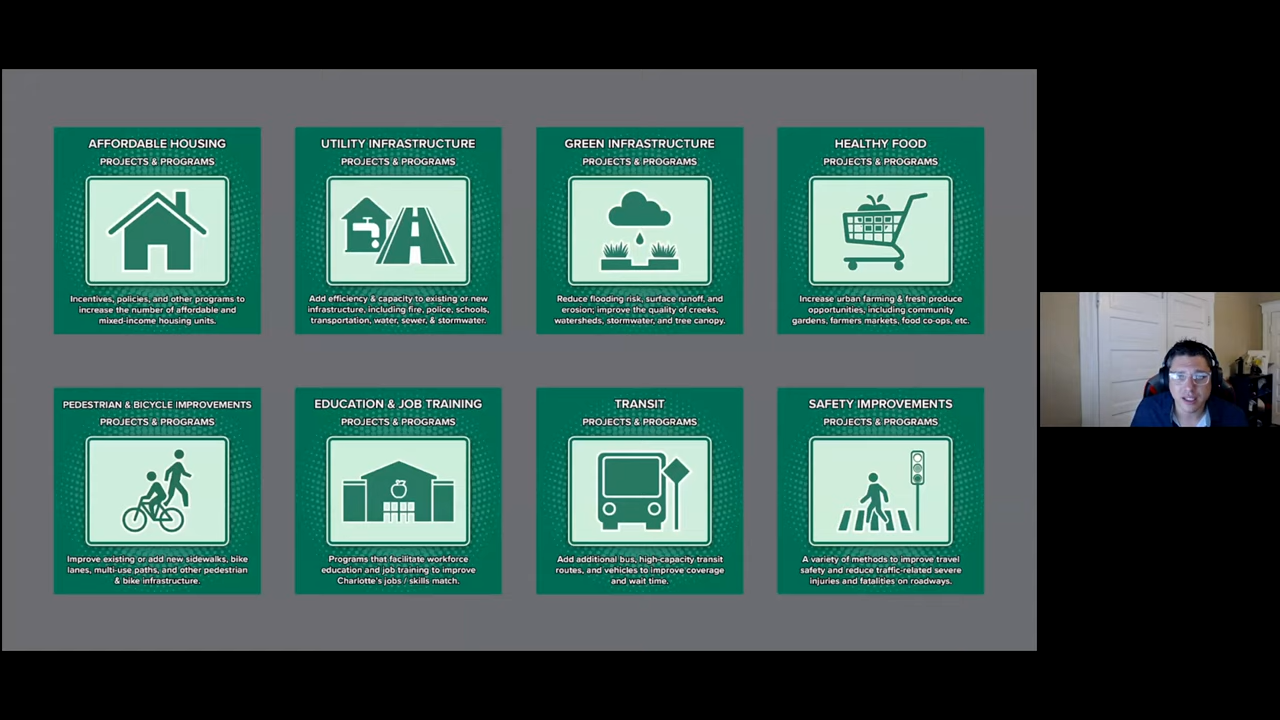 AFFORDABLE HOUSING
PROJECTS & PROGRAMS
Incentives, policies, and other programs to
increase the number of affordable and
mixed-income housing units.
UTILITY INFRASTRUCTURE
PROJECTS & PROGRAMS
Add efficiency & capacity to existing or new
infrastructure, including fire, police, schools,
transportation, water, sewer, & stormwater.
GREEN INFRASTRUCTURE
PROJECTS & PROGRAMS
Reduce flooding risk, surface runoff, and
erosion; improve the quality of creeks,
watersheds, stormwater, and tree canopy.
HEALTHY FOOD
PROJECTS & PROGRAMS
Increase urban farming & fresh produce
opportunities, including community
gardens, farmers markets, food co-ops, etc.
PEDESTRIAN & BICYCLE IMPROVEMENTS
PROJECTS & PROGRAMS
Improve existing or add new sidewalks, bike
lanes, multi-use paths, and other pedestrian
& bike infrastructure.
EDUCATION & JOB TRAINING
PROJECTS & PROGRAMS
Programs that facilitate workforce
education and job training to improve
Charlotte's jobs / skills match.
TRANSIT
PROJECTS & PROGRAMS
Add additional bus, high-capacity transit
routes, and vehicles to improve coverage
and wait time.
SAFETY IMPROVEMENTS
PROJECTS & PROGRAMS
A variety of methods to improve travel
safety and reduce traffic-related severe
injuries and fatalities on roadways.